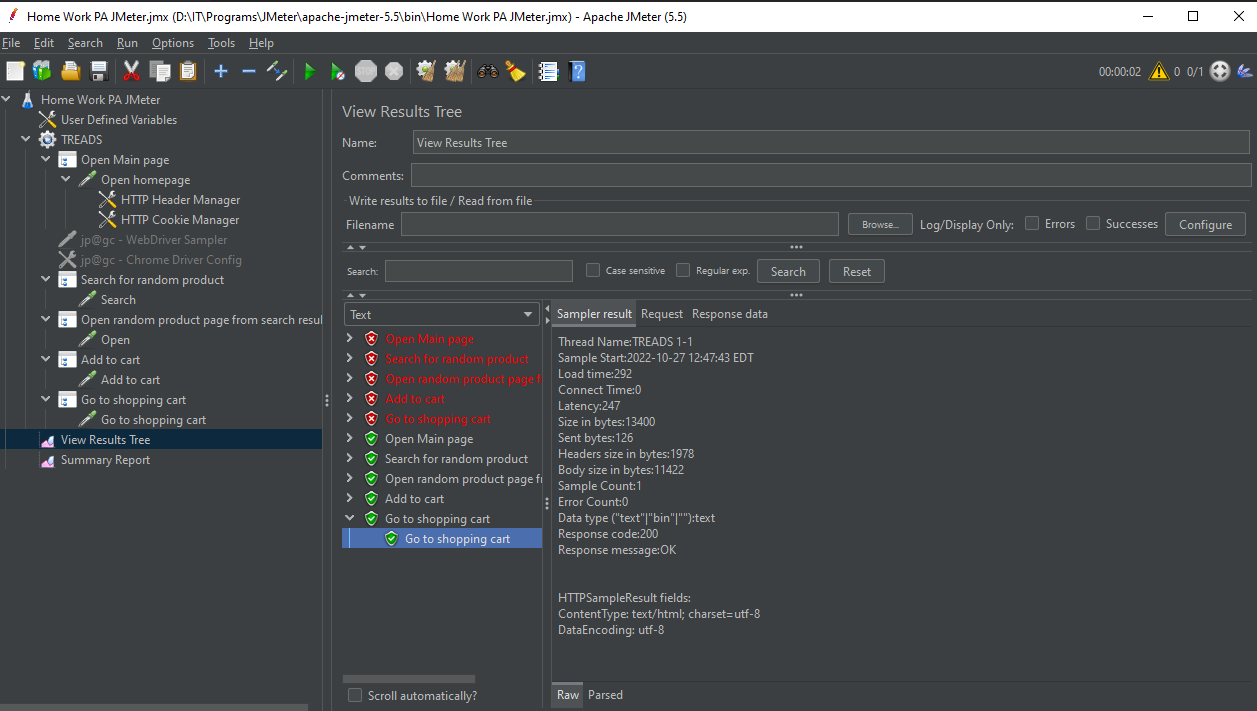 Home Work PA JMeter.jmx (D:\IT\Programs\JMeter\apache-jmeter-5.5\bin\Home Work PA JMeter.jmx) - Apache JMeter (5.5)
File Edit Search Run Options Tools Help
STOP
00:00:02 0 0/1
Home Work PA JMeter
User Defined Variables
TREADS
Open Main page
Open homepage
HTTP Header Manager
HTTP Cookie Manager
jp@gc - WebDriver Sampler
jp@gc - Chrome Driver Config
Search for random product
Search
Open random product page from search resul
Open
Add to cart
Add to cart
Go to shopping cart
Go to shopping cart
View Results Tree
Summary Report
View Results Tree
Name: View Results Tree
Comments:
Write results to file / Read from file
Filename Browse... Log/Display Only: Errors Successes Configure
Search: Case sensitive Regular exp. Search Reset
Text
Open Main page
Search for random product
Open random product page f
Add to cart
Go to shopping cart
Open Main page
Search for random product
Open random product page fr
Add to cart
Go to shopping cart
Go to shopping cart
Scroll automatically?
Sampler result Request Response data
Thread Name:TREADS 1-1
Sample Start:2022-10-27 12:47:43 EDT
Load time:292
Connect Time:0
Latency:247
Size in bytes:13400
Sent bytes:126
Headers size in bytes:1978
Body size in bytes:11422
Sample Count:1
Error Count:0
Data type ("text"|"bin"|""):text
Response code:200
Response message:OK
HTTPSampleResult fields:
ContentType: text/html; charset=utf-8
DataEncoding: utf-8
Raw Parsed